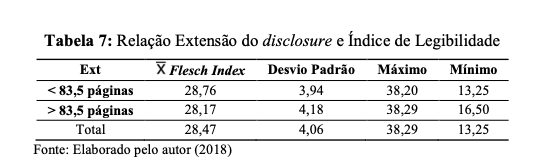 Tabela 7: Relação Extensão do disclosure e Índice de Legibilidade
Ext X̅ Flesch Index Desvio Padrão Máximo Mínimo
< 83,5 páginas 28,76 3,94 38,20 13,25
> 83,5 páginas 28,17 4,18 38,29 16,50
Total 28,47 4,06 38,29 13,25
Fonte: Elaborado pelo autor (2018)